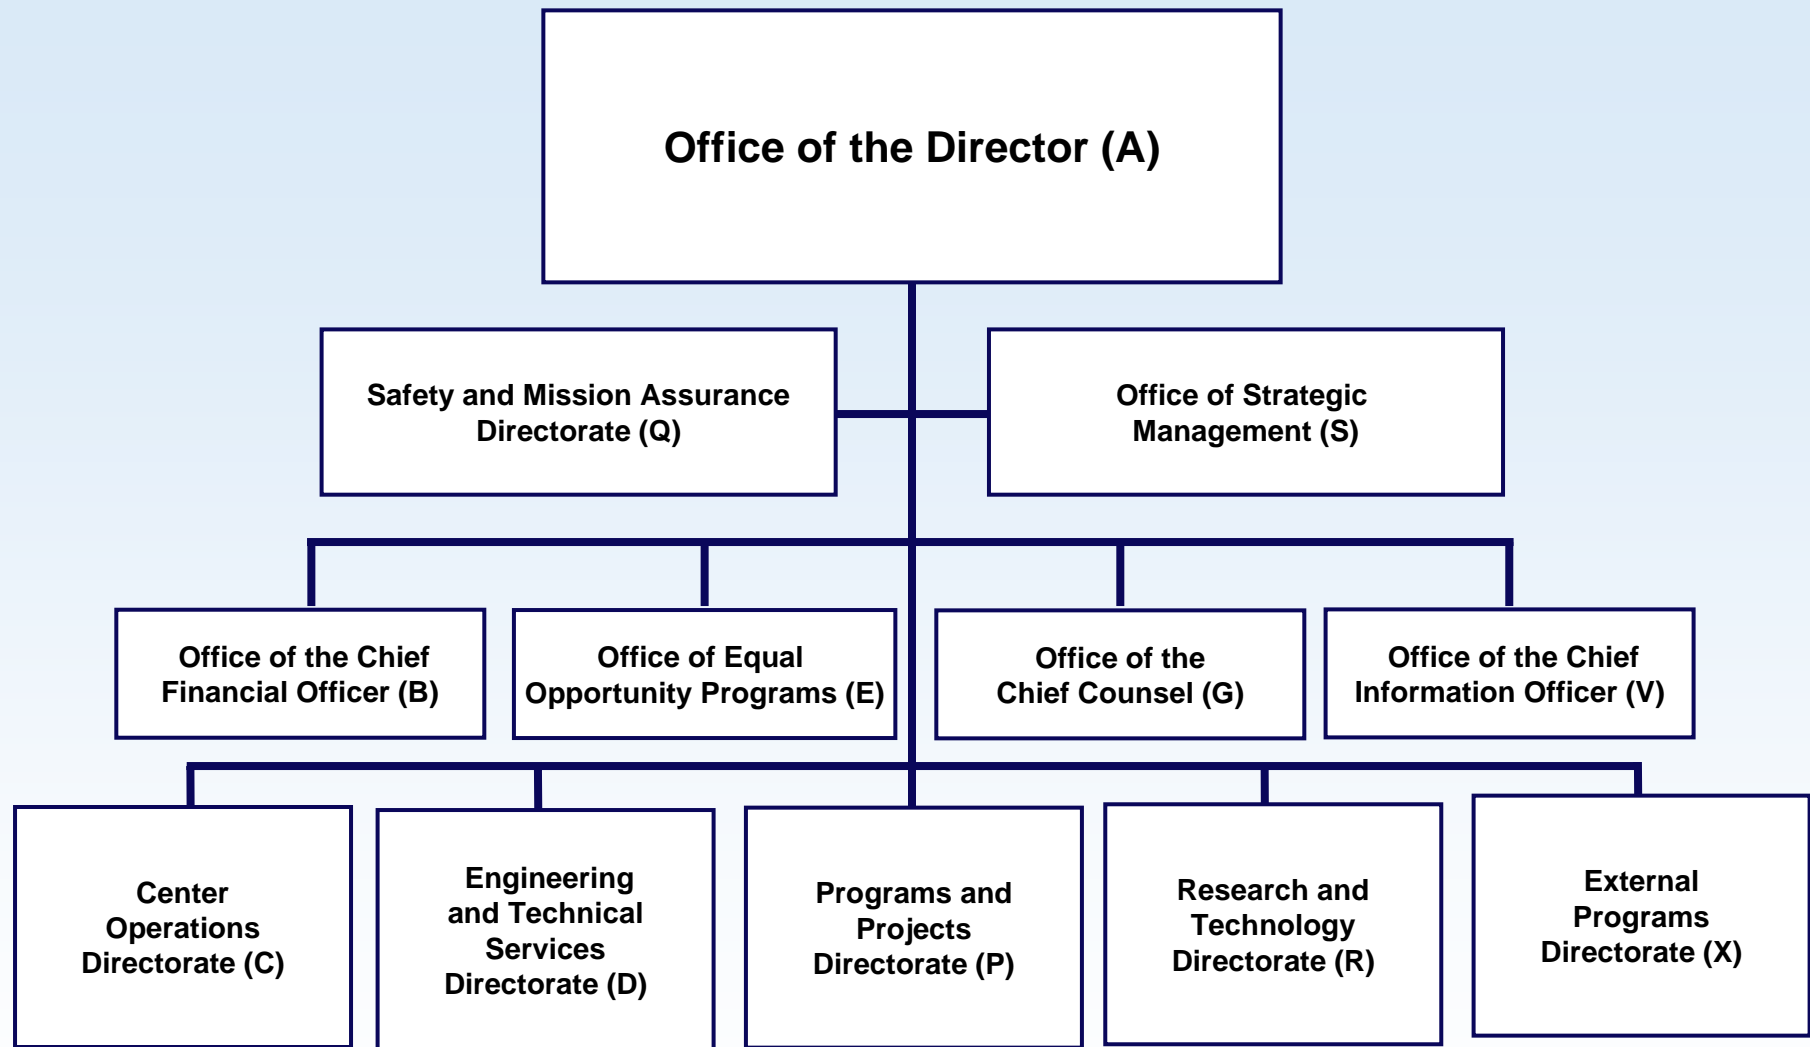 Office of the Director (A)
Safety and Mission Assurance
Directorate (Q)
Office of Strategic
Management (S)
Office of the Chief
Financial Officer (B)
Office of Equal
Opportunity Programs (E)
Office of the
Chief Counsel (G)
Office of the Chief
Information Officer (V)
Center
Operations
Directorate (C)
Engineering
and Technical
Services
Directorate (D)
Programs and
Projects
Directorate (P)
Research and
Technology
Directorate (R)
External
Programs
Directorate (X)